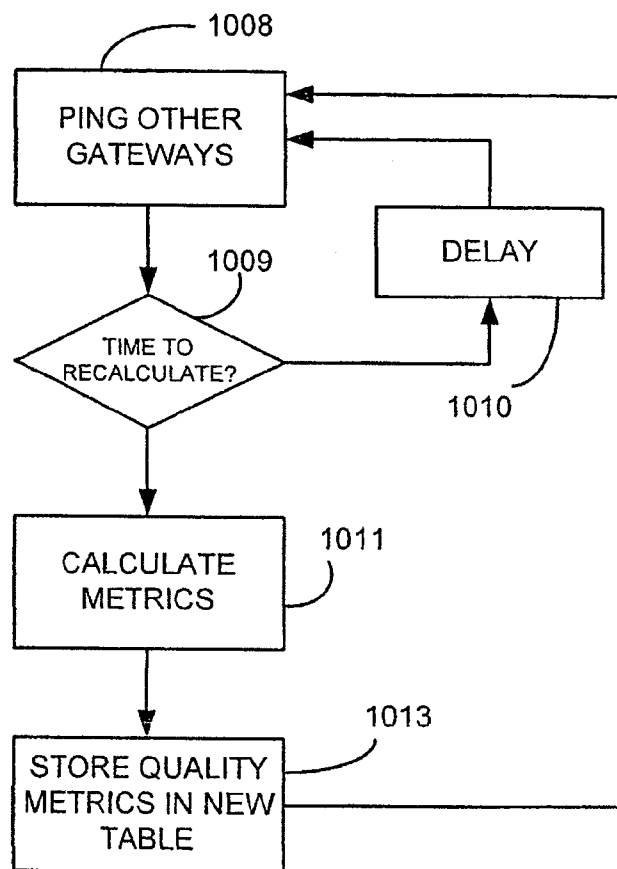 1008
PING OTHER
GATEWAYS
1009
DELAY
TIME TO
RECALCULATE?
1010
1011
CALCULATE
METRICS
1013
STORE QUALITY
METRICS IN NEW
TABLE